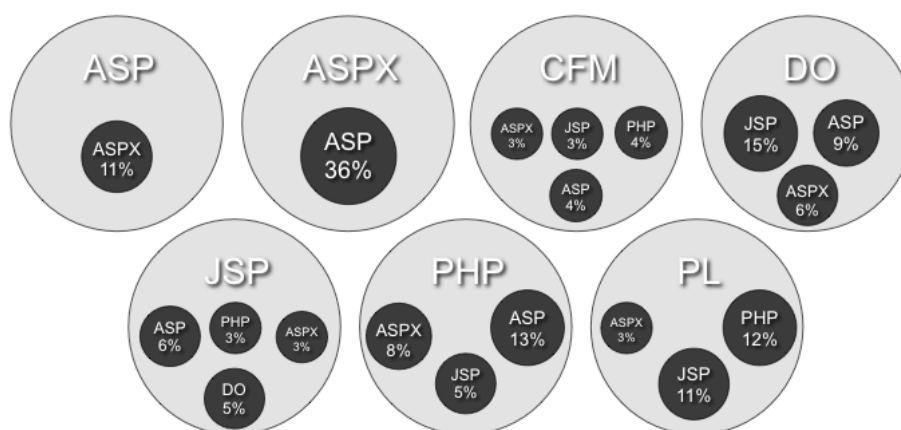 ASP
ASPX
11%
ASPX
ASP
36%
CFM
ASPX
3%
JSP
3%
PHP
4%
ASP
4%
DO
JSP
15%
ASP
9%
ASPX
6%
JSP
ASP
6%
PHP
3%
ASPX
3%
DO
5%
PHP
ASPX
8%
ASP
13%
JSP
5%
PL
ASPX
3%
PHP
12%
JSP
11%